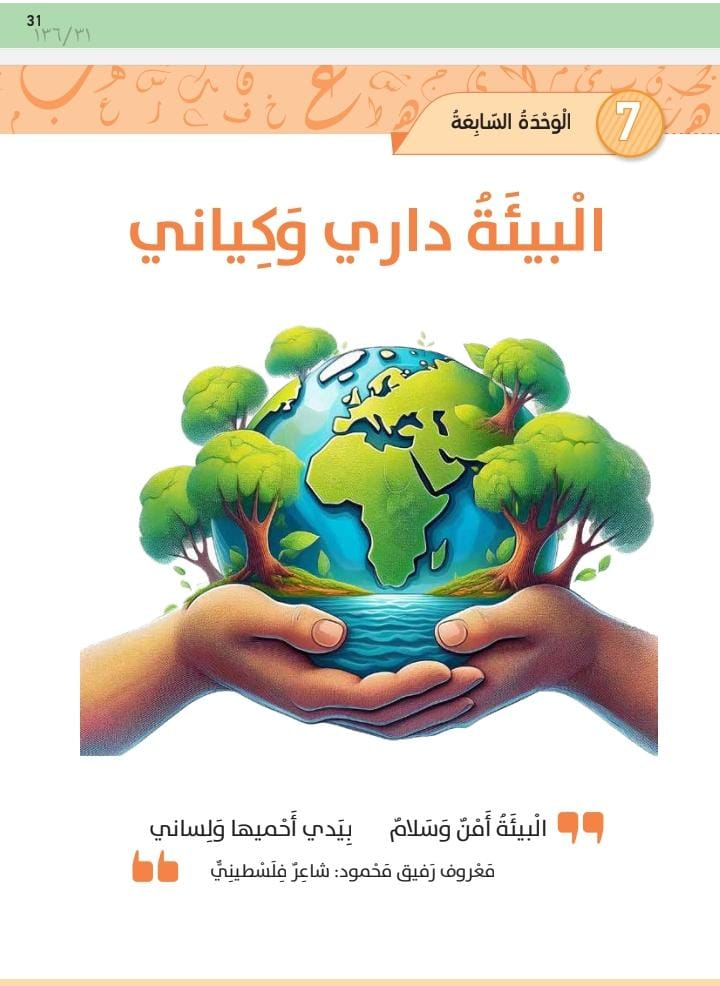 31
١٣٦/٣١
7
الْوَحْدَةُ السّابِعَةُ
الْبيئَةُ داري وَكِياني
الْبيئَةُ أَمْنٌ وَسَلامٌ بِيَدي أَحْميها وَلِساني
مَعْروف رَفيق مَحْمود: شاعِرٌ فِلَسْطينِيٌّ